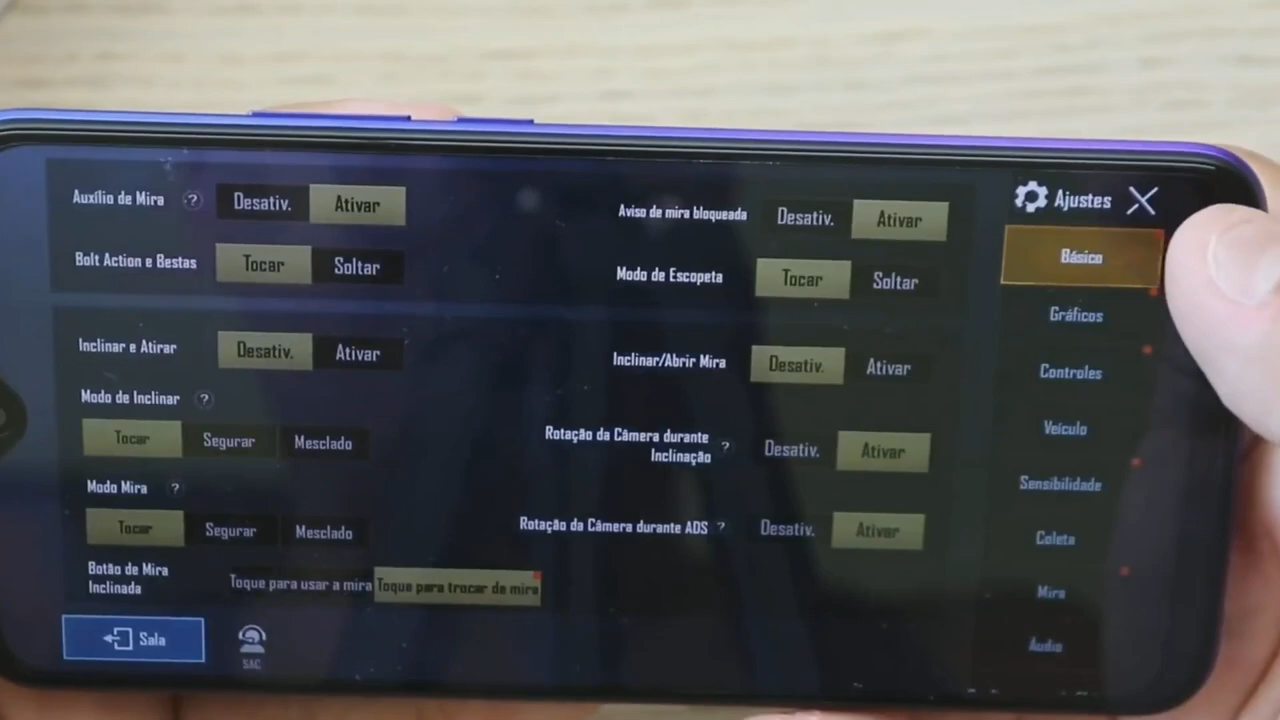 Auxílio de Mira ? Desativ. Ativar
Aviso de mira bloqueada Desativ. Ativar
Bolt Action e Bestas Tocar Soltar
Modo de Escopeta Tocar Soltar
Inclinar e Atirar Desativ. Ativar
Inclinar/Abrir Mira Desativ. Ativar
Modo de Inclinar ?
Tocar Segurar Mesclado
Rotação da Câmera durante
Inclinação ? Desativ. Ativar
Modo Mira ?
Tocar Segurar Mesclado
Rotação da Câmera durante ADS ? Desativ. Ativar
Botão de Mira
Inclinada
Toque para usar a mira Toque para trocar de mira
Sala
SAC
Ajustes
Básico
Gráficos
Controles
Veículo
Sensibilidade
Coleta
Mira
Áudio